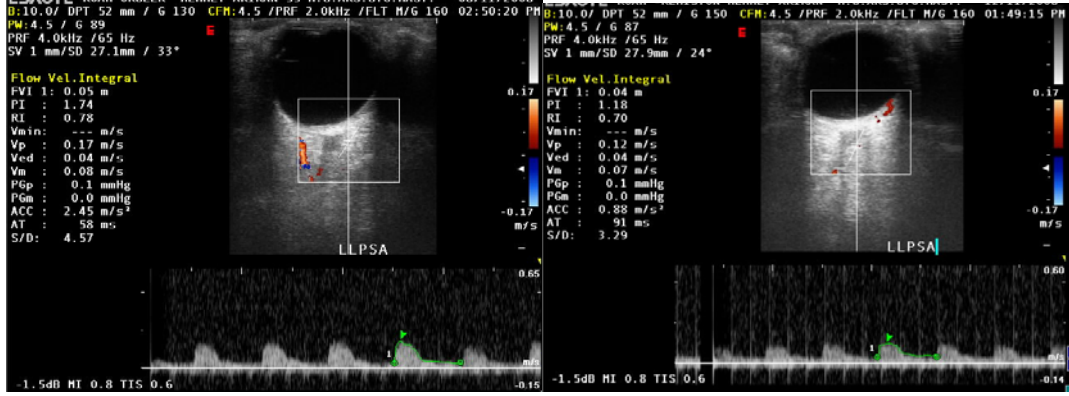 B:10.0/ DPT 52 mm / G 130 CFM:4.5 /PRF 2.0kHz /FLT M/G 160 02:50:20 PM
PW:4.5 / G 89
PRF 4.0kHz /65 Hz
SV 1 mm/SD 27.1mm / 33°
E
Flow Vel.Integral
FVI 1: 0.05 m
PI : 1.74
RI : 0.78
Vmin: --- m/s
Vp : 0.17 m/s
Ved : 0.04 m/s
Vm : 0.08 m/s
PGp : 0.1 mmHg
PGm : 0.0 mmHg
ACC : 2.45 m/s²
AT : 58 ms
S/D: 4.57
0.17
-0.17
m/s
LLPSA
0.65
1
m/s
-0.15
-1.5dB MI 0.8 TIS 0.6
B:10.0/ DPT 52 mm / G 150 CFM:4.5 /PRF 2.0kHz /FLT M/G 160 01:49:15 PM
PW:4.5 / G 87
PRF 4.0kHz /65 Hz
SV 1 mm/SD 27.9mm / 24°
E
Flow Vel.Integral
FVI 1: 0.04 m
PI : 1.18
RI : 0.70
Vmin: --- m/s
Vp : 0.12 m/s
Ved : 0.04 m/s
Vm : 0.07 m/s
PGp : 0.1 mmHg
PGm : 0.0 mmHg
ACC : 0.88 m/s²
AT : 91 ms
S/D: 3.29
0.17
-0.17
m/s
LLPSA
0.60
1
m/s
-0.14
-1.5dB MI 0.8 TIS 0.6